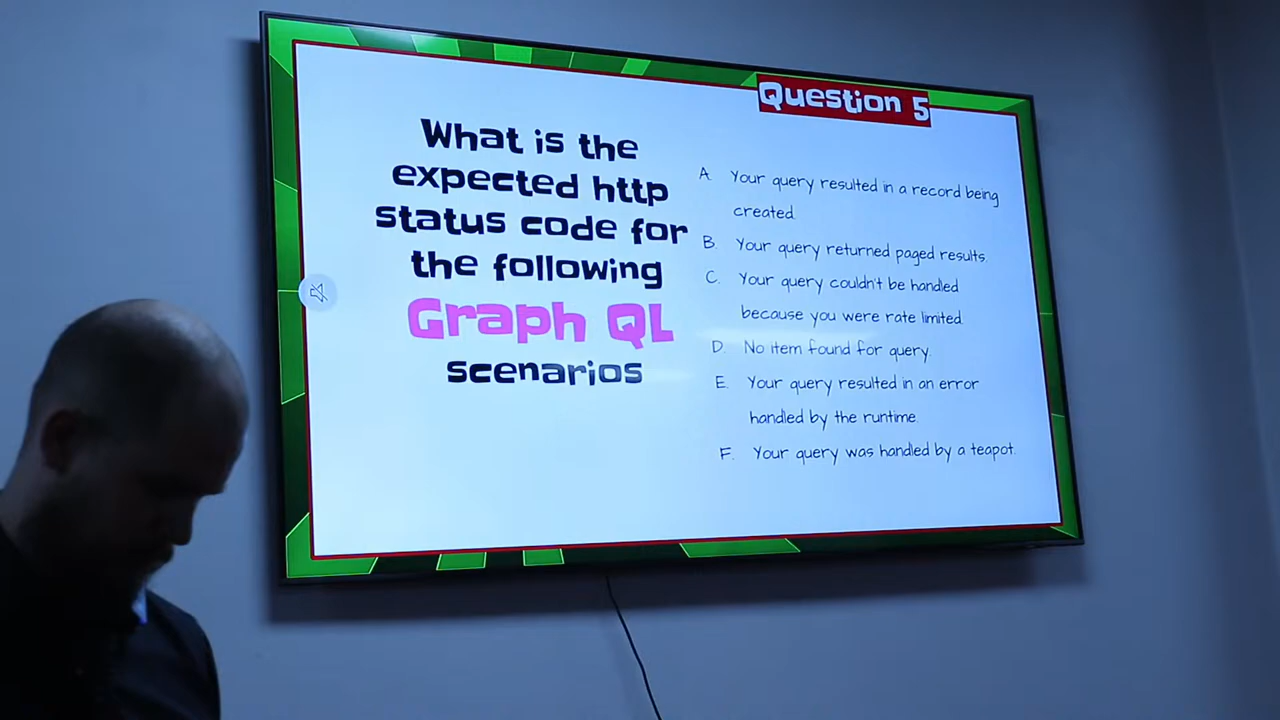 Question 5
What is the
expected http
status code for
the following
Graph QL
scenarios
A. Your query resulted in a record being
created.
B. Your query returned paged results.
C. Your query couldn't be handled
because you were rate limited.
D. No item found for query.
E. Your query resulted in an error
handled by the runtime.
F. Your query was handled by a teapot.